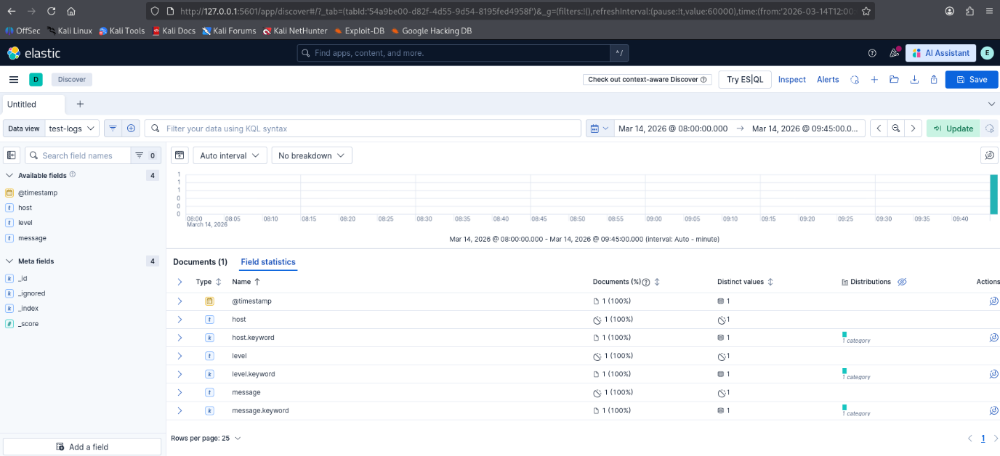 http://127.0.0.1:5601/app/discover#/?_tab=(tabId:'54a9be00-d82f-4d55-9d54-8195fed4958f')&_g=(filters:!(),refreshInterval:(pause:!t,value:60000),time:(from:'2026-03-14T12:00
OffSec Kali Linux Kali Tools Kali Docs Kali Forums Kali NetHunter Exploit-DB Google Hacking DB
elastic Find apps, content, and more. ^ / AI Assistant E
D Discover Check out context-aware Discover Try ES|QL Inspect Alerts Save
Untitled
Data view test-logs Filter your data using KQL syntax Mar 14, 2026 @ 08:00:00.000 → Mar 14, 2026 @ 09:45:00.0... Update
Search field names 0 Auto interval No breakdown
Available fields 4
@timestamp
t host
t level
t message
Meta fields 4
k _id
k _ignored
k _index
# _score
Add a field
1
1
1
0
0
0
08:00 08:05 08:10 08:15 08:20 08:25 08:30 08:35 08:40 08:45 08:50 08:55 09:00 09:05 09:10 09:15 09:20 09:25 09:30 09:35 09:40
March 14, 2026
Mar 14, 2026 @ 08:00:00.000 - Mar 14, 2026 @ 09:45:00.000 (interval: Auto - minute)
Documents (1) Field statistics
Type Name Documents (%) Distinct values Distributions Actions
@timestamp 1 (100%) 1
t host 1 (100%) 1
k host.keyword 1 (100%) 1 1 category
t level 1 (100%) 1
k level.keyword 1 (100%) 1 1 category
t message 1 (100%) 1
k message.keyword 1 (100%) 1 1 category
Rows per page: 25 1